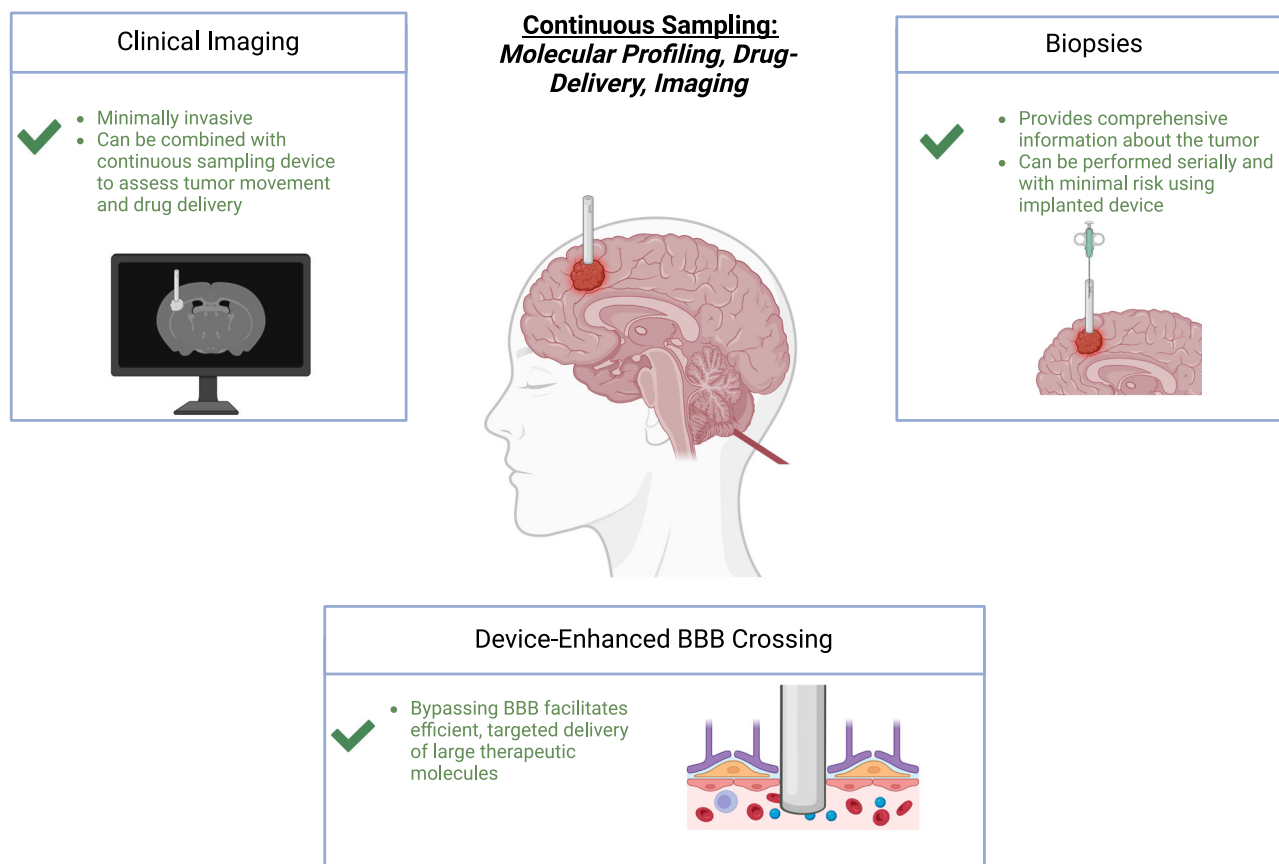 Clinical Imaging
• Minimally invasive
• Can be combined with
continuous sampling device
to assess tumor movement
and drug delivery
Continuous Sampling:
Molecular Profiling, Drug-
Delivery, Imaging
Biopsies
• Provides comprehensive
information about the tumor
• Can be performed serially and
with minimal risk using
implanted device
Device-Enhanced BBB Crossing
• Bypassing BBB facilitates
efficient, targeted delivery
of large therapeutic
molecules